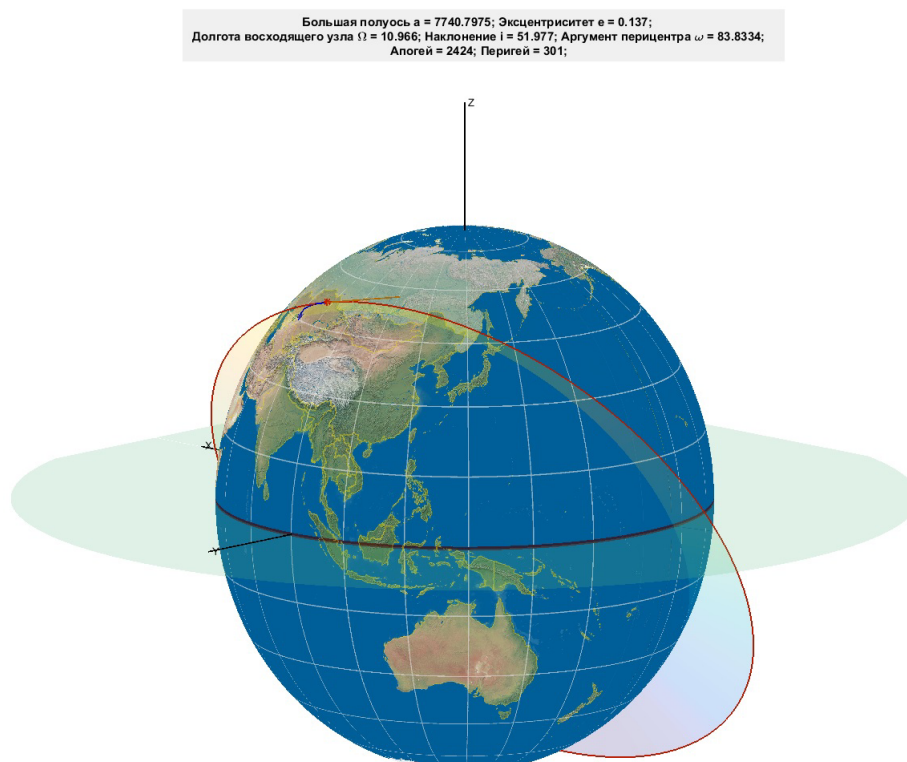 Большая полуось a = 7740.7975; Эксцентриситет e = 0.137;
Долгота восходящего узла Ω = 10.966; Наклонение i = 51.977; Аргумент перицентра ω = 83.8334;
Апогей = 2424; Перигей = 301;
Z
X
Y